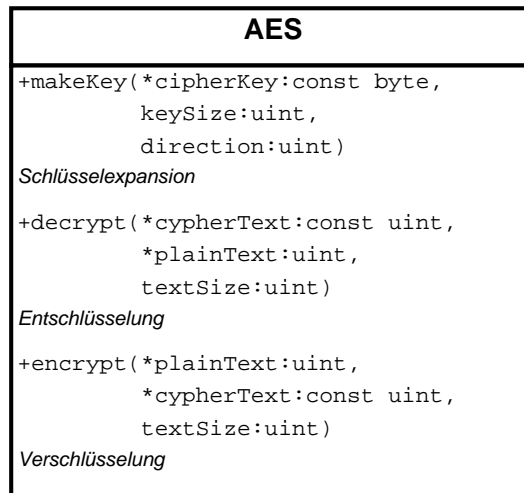 AES
+makeKey(*cipherKey:const byte,
keySize:uint,
direction:uint)
Schlüsselexpansion
+decrypt(*cypherText:const uint,
*plainText:uint,
textSize:uint)
Entschlüsselung
+encrypt(*plainText:uint,
*cypherText:const uint,
textSize:uint)
Verschlüsselung